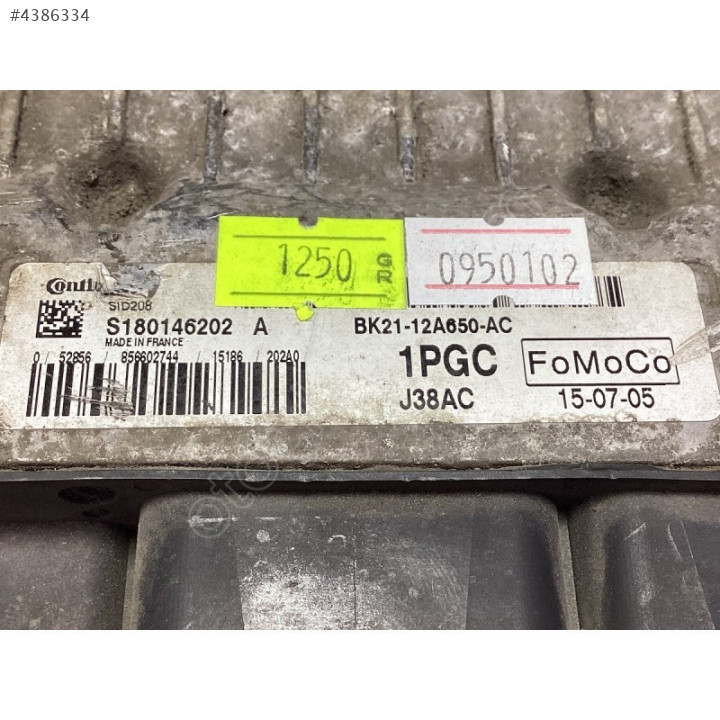 #4386334
1250 GR
0950102
Conti
SID208
S180146202 A
BK21-12A650-AC
MADE IN FRANCE
0 / 52856 / 856602744 / 15186 / 202A0
1PGC
FoMoCo
J38AC
15-07-05